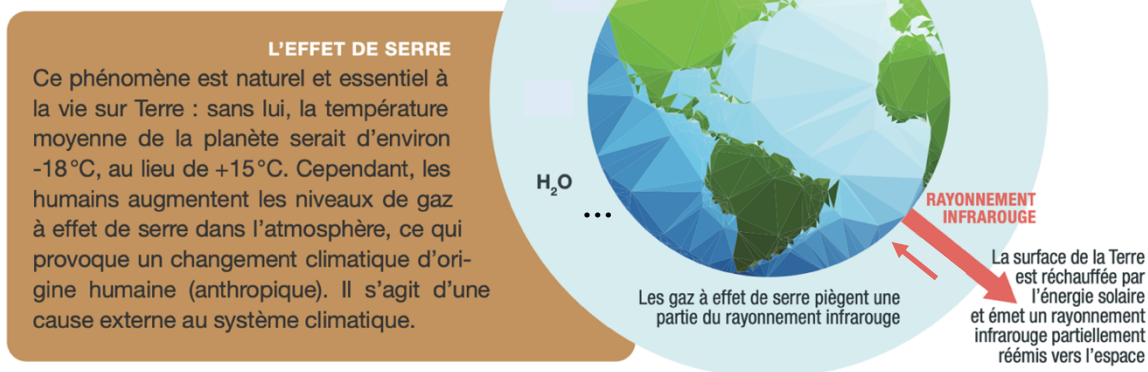 L'EFFET DE SERRE
Ce phénomène est naturel et essentiel à
la vie sur Terre : sans lui, la température
moyenne de la planète serait d'environ
-18°C, au lieu de +15°C. Cependant, les
humains augmentent les niveaux de gaz
à effet de serre dans l'atmosphère, ce qui
provoque un changement climatique d'ori-
gine humaine (anthropique). Il s'agit d'une
cause externe au système climatique.
H₂O
...
Les gaz à effet de serre piègent une
partie du rayonnement infrarouge
RAYONNEMENT
INFRAROUGE
La surface de la Terre
est réchauffée par
l'énergie solaire
et émet un rayonnement
infrarouge partiellement
réémis vers l'espace